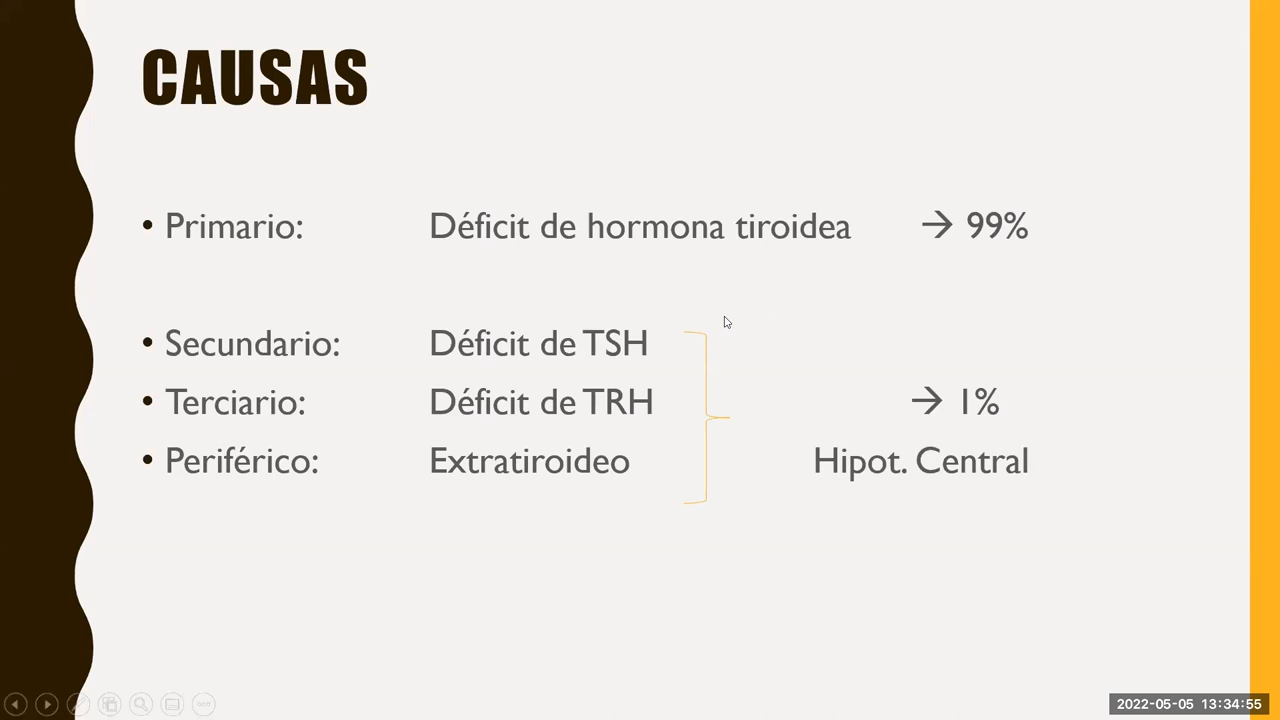 CAUSAS
• Primario: Déficit de hormona tiroidea → 99%
• Secundario: Déficit de TSH
• Terciario: Déficit de TRH → 1%
• Periférico: Extratiroideo Hipot. Central
2022-05-05 13:34:55